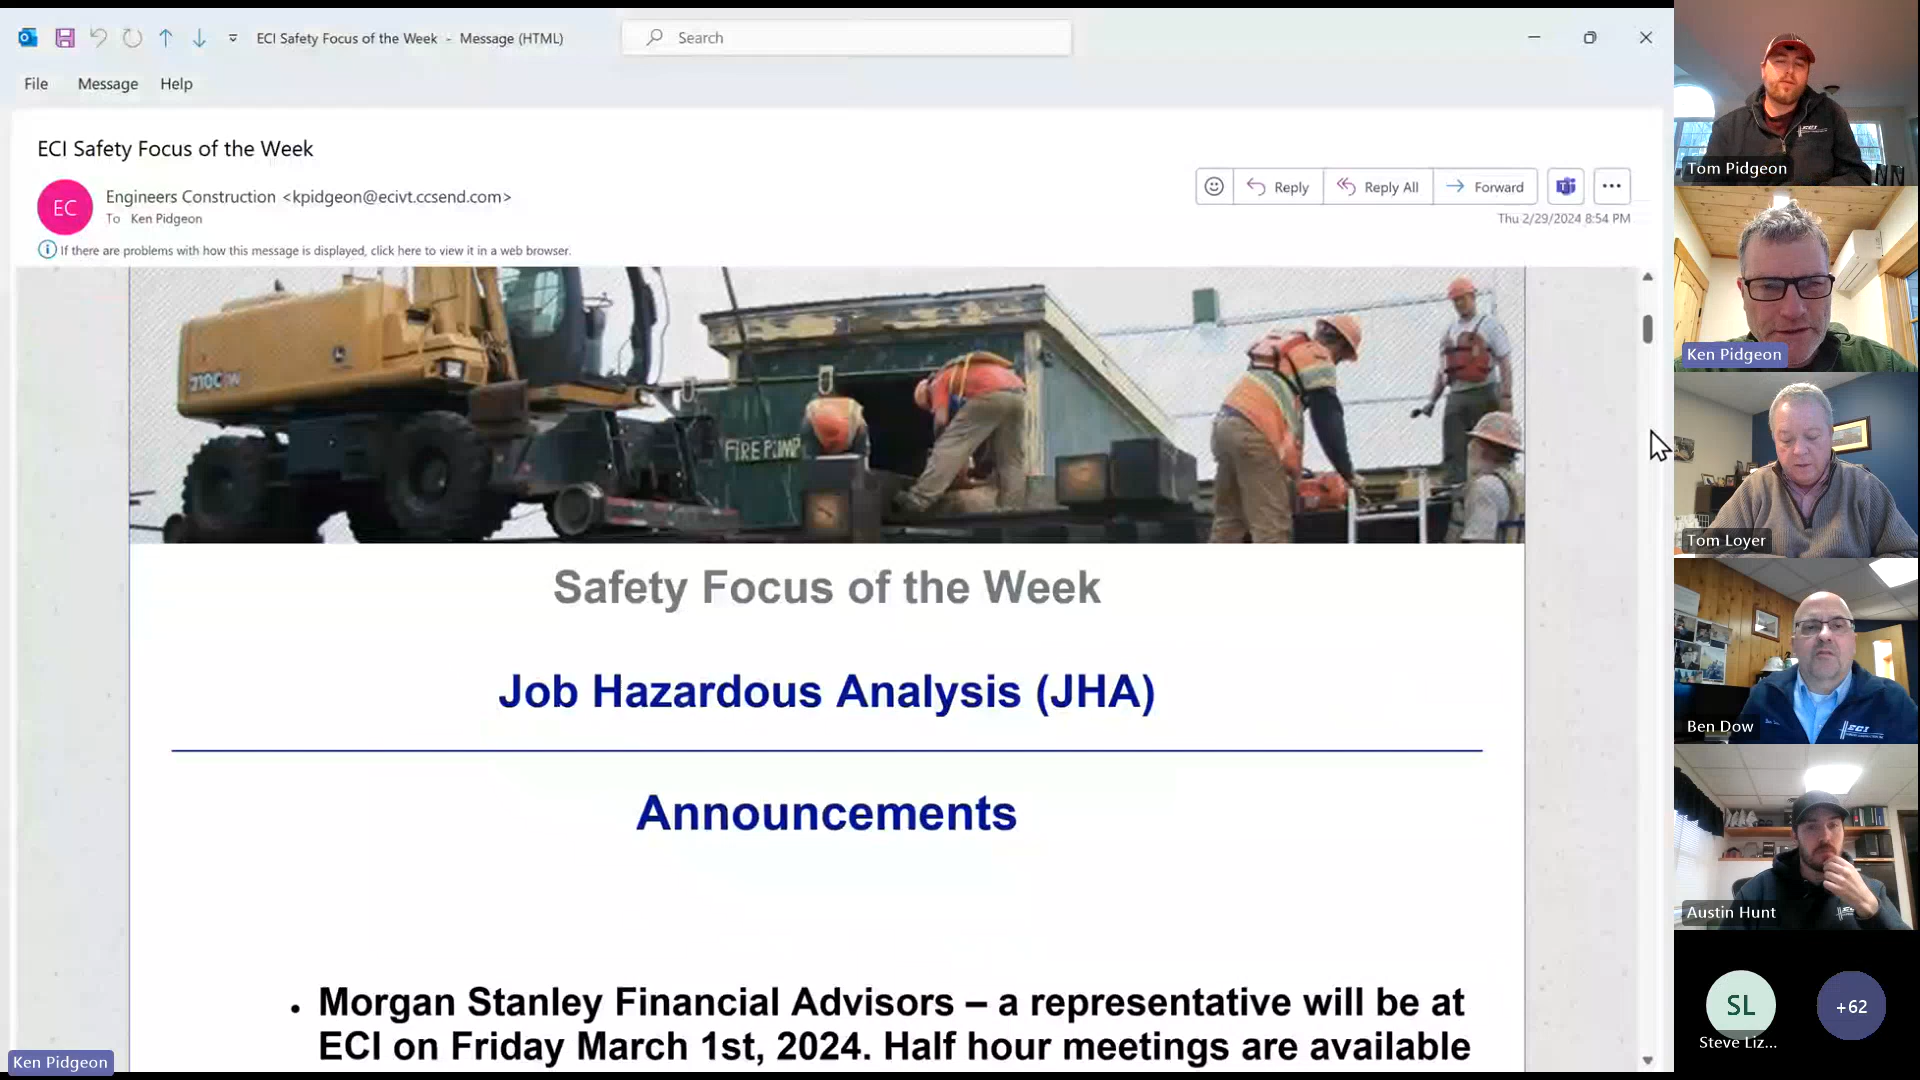 ECI Safety Focus of the Week - Message (HTML)
Search
File Message Help
ECI Safety Focus of the Week
EC
Engineers Construction <kpidgeon@ecivt.ccsend.com>
To Ken Pidgeon
Reply
Reply All
Forward
Thu 2/29/2024 8:54 PM
If there are problems with how this message is displayed, click here to view it in a web browser.
710C
FIRE PUMP
Safety Focus of the Week
Job Hazardous Analysis (JHA)
Announcements
• Morgan Stanley Financial Advisors – a representative will be at
ECI on Friday March 1st, 2024. Half hour meetings are available
Ken Pidgeon
ECI
Tom Pidgeon
Ken Pidgeon
Tom Loyer
ECI
Ben Dow
Austin Hunt
SL
Steve Liz...
+62